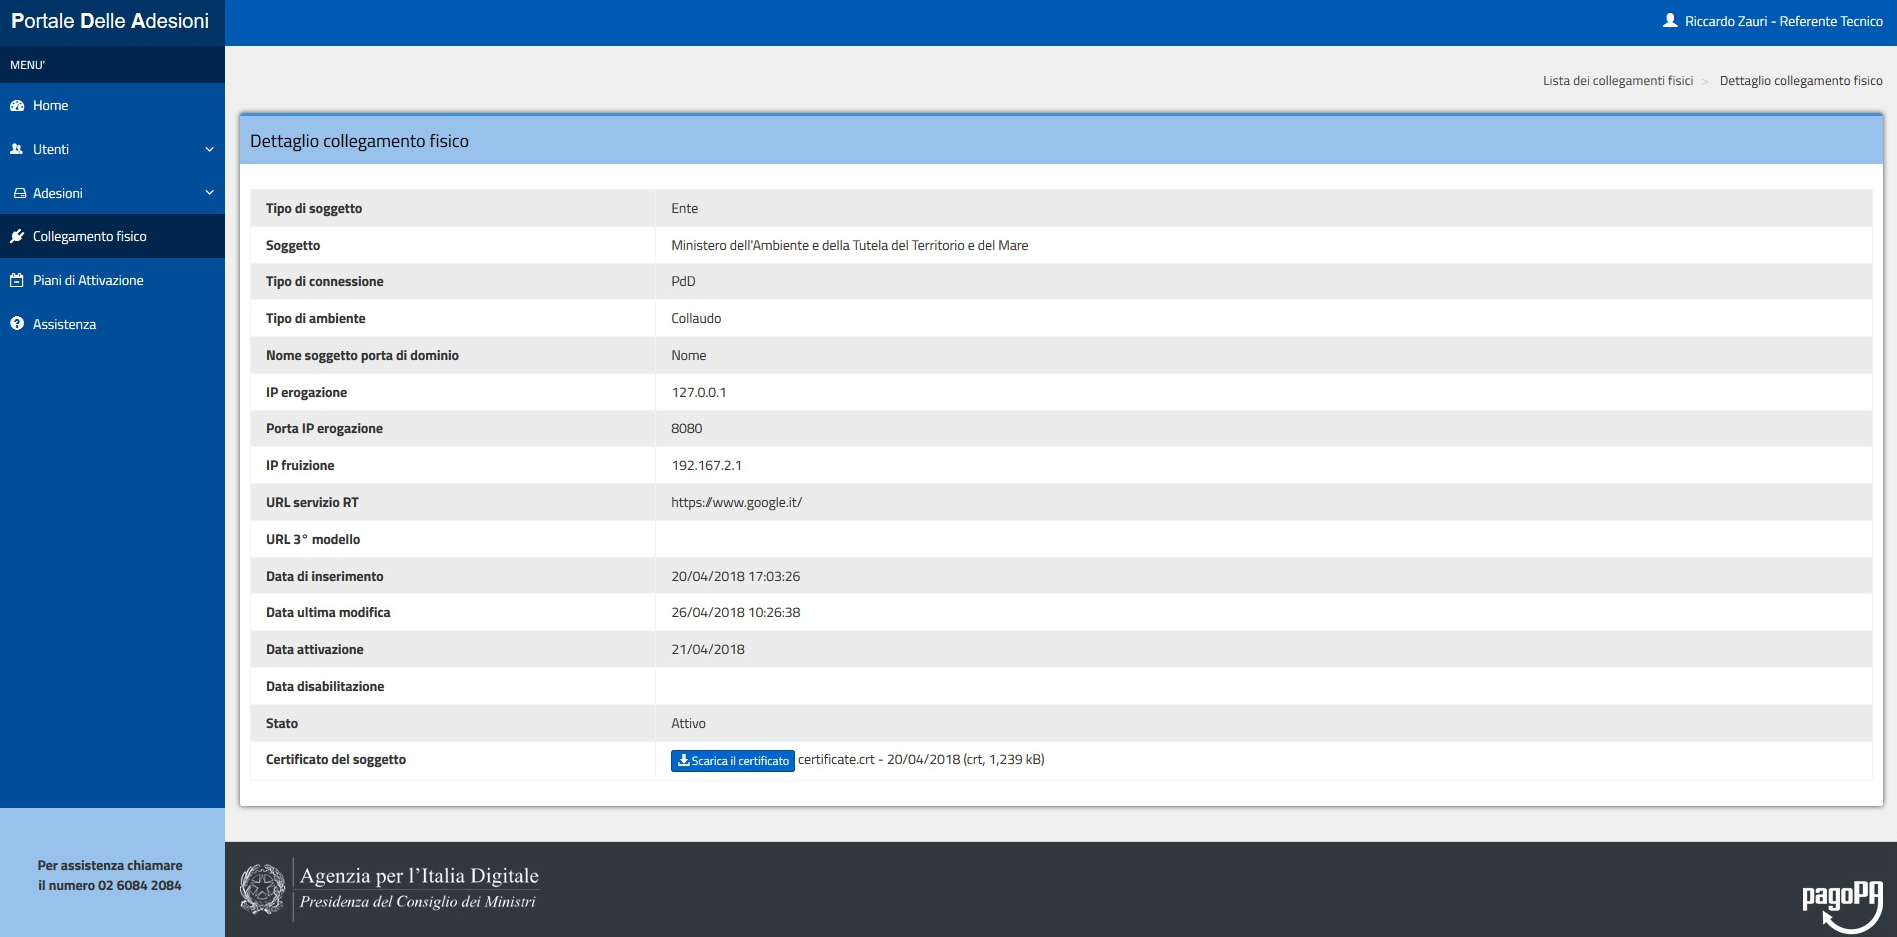 Portale Delle Adesioni
Riccardo Zauri - Referente Tecnico
MENU'
Home
Utenti
Adesioni
Collegamento fisico
Piani di Attivazione
Assistenza
Lista dei collegamenti fisici > Dettaglio collegamento fisico
Dettaglio collegamento fisico
Tipo di soggetto Ente
Soggetto Ministero dell'Ambiente e della Tutela del Territorio e del Mare
Tipo di connessione PdD
Tipo di ambiente Collaudo
Nome soggetto porta di dominio Nome
IP erogazione 127.0.0.1
Porta IP erogazione 8080
IP fruizione 192.167.2.1
URL servizio RT https://www.google.it/
URL 3° modello
Data di inserimento 20/04/2018 17:03:26
Data ultima modifica 26/04/2018 10:26:38
Data attivazione 21/04/2018
Data disabilitazione
Stato Attivo
Certificato del soggetto Scarica il certificato certificate.crt - 20/04/2018 (crt, 1,239 kB)
Per assistenza chiamare
il numero 02 6084 2084
Agenzia per l'Italia Digitale
Presidenza del Consiglio dei Ministri
pagoPA